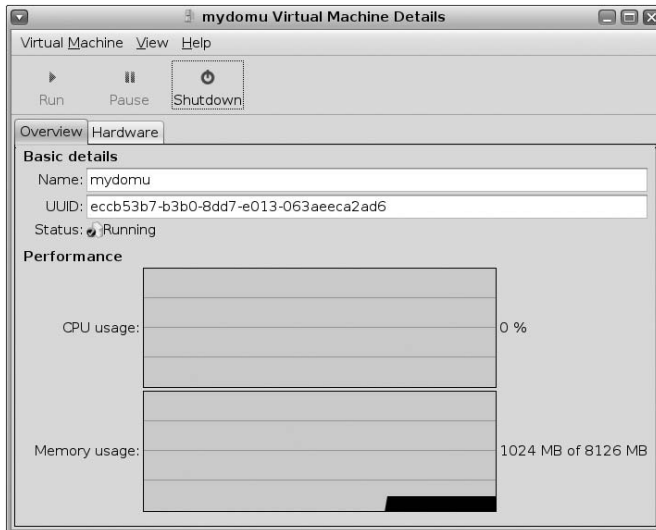 mydomu Virtual Machine Details
Virtual Machine View Help
Run Pause Shutdown
Overview Hardware
Basic details
Name: mydomu
UUID: eccb53b7-b3b0-8dd7-e013-063aeeca2ad6
Status: Running
Performance
CPU usage: 0 %
Memory usage: 1024 MB of 8126 MB